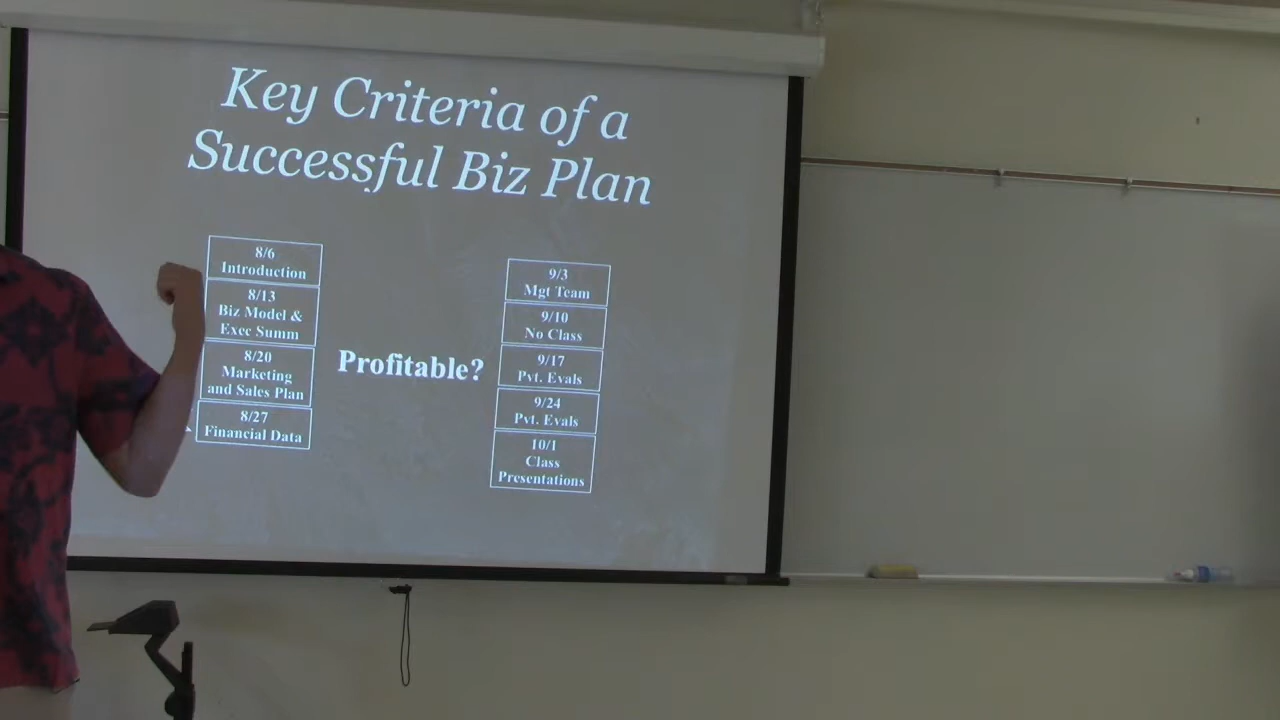 Key Criteria of a
Successful Biz Plan
8/6
Introduction
8/13
Biz Model &
Exec Summ
8/20
Marketing
and Sales Plan
8/27
Financial Data
Profitable?
9/3
Mgt Team
9/10
No Class
9/17
Pvt. Evals
9/24
Pvt. Evals
10/1
Class
Presentations